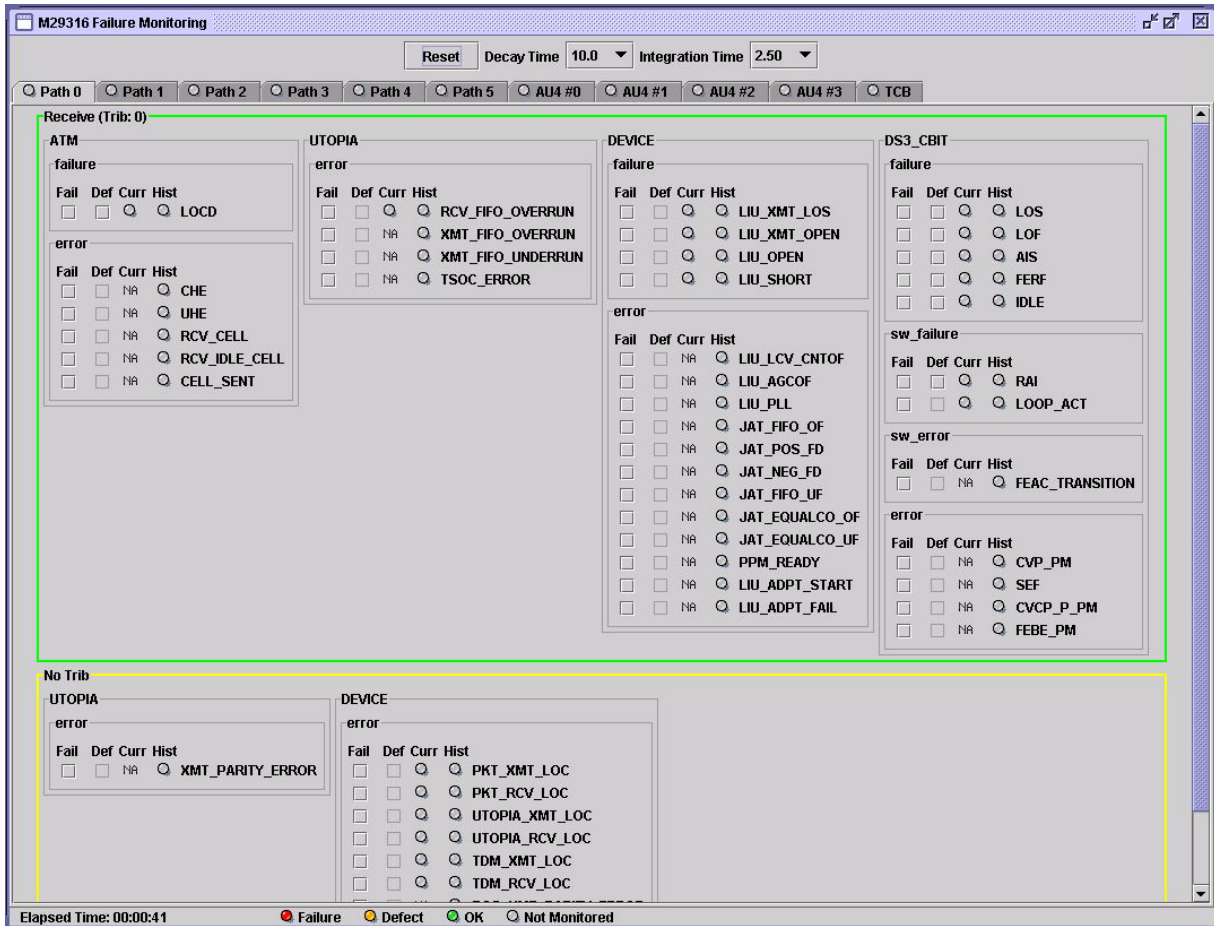 M29316 Failure Monitoring
Reset Decay Time 10.0 Integration Time 2.50
Path 0 Path 1 Path 2 Path 3 Path 4 Path 5 AU4 #0 AU4 #1 AU4 #2 AU4 #3 TCB
Receive (Trib: 0)
ATM
failure
Fail Def Curr Hist
LOCD
error
Fail Def Curr Hist
NA CHE
NA UHE
NA RCV_CELL
NA RCV_IDLE_CELL
NA CELL_SENT
UTOPIA
error
Fail Def Curr Hist
RCV_FIFO_OVERRUN
NA XMT_FIFO_OVERRUN
NA XMT_FIFO_UNDERRUN
NA TSOC_ERROR
DEVICE
failure
Fail Def Curr Hist
LIU_XMT_LOS
LIU_XMT_OPEN
LIU_OPEN
LIU_SHORT
error
Fail Def Curr Hist
NA LIU_LCV_CNTOF
NA LIU_AGCOF
NA LIU_PLL
NA JAT_FIFO_OF
NA JAT_POS_FD
NA JAT_NEG_FD
NA JAT_FIFO_UF
NA JAT_EQUALCO_OF
NA JAT_EQUALCO_UF
NA PPM_READY
NA LIU_ADPT_START
NA LIU_ADPT_FAIL
DS3_CBIT
failure
Fail Def Curr Hist
LOS
LOF
AIS
FERF
IDLE
sw_failure
Fail Def Curr Hist
RAI
LOOP_ACT
sw_error
Fail Def Curr Hist
NA FEAC_TRANSITION
error
Fail Def Curr Hist
NA CVP_PM
NA SEF
NA CVCP_P_PM
NA FEBE_PM
No Trib
UTOPIA
error
Fail Def Curr Hist
NA XMT_PARITY_ERROR
DEVICE
error
Fail Def Curr Hist
PKT_XMT_LOC
PKT_RCV_LOC
UTOPIA_XMT_LOC
UTOPIA_RCV_LOC
TDM_XMT_LOC
TDM_RCV_LOC
Elapsed Time: 00:00:41 Failure Defect OK Not Monitored